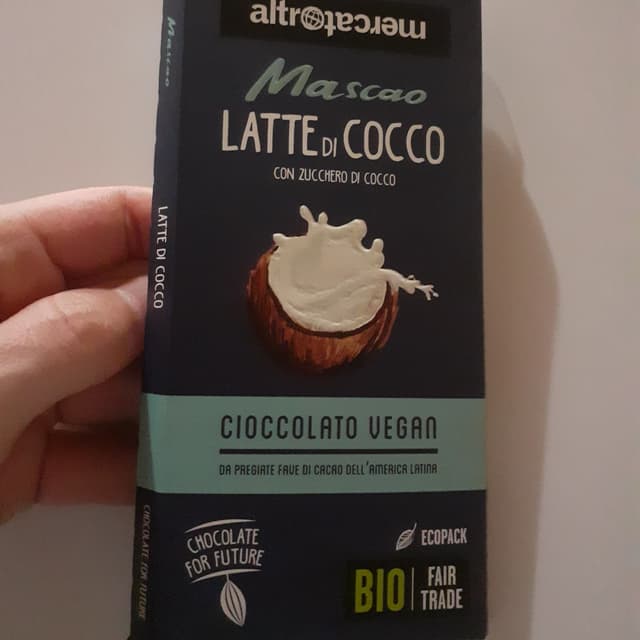 altromercato
Mascao
LATTE DI COCCO
CON ZUCCHERO DI COCCO
CIOCCOLATO VEGAN
DA PREGIATE FAVE DI CACAO DELL'AMERICA LATINA
CHOCOLATE
FOR FUTURE
ECOPACK
BIO
FAIR
TRADE
Mascao
LATTE DI COCCO
CHOCOLATE FOR FUTURE